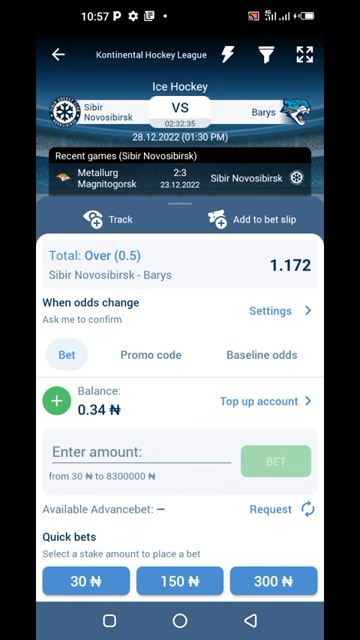 10:57 P
4G
Kontinental Hockey League
Ice Hockey
Sibir
Novosibirsk
VS
Barys
02:32:35
28.12.2022 (01:30 PM)
Recent games (Sibir Novosibirsk)
Metallurg
Magnitogorsk
2:3
23.12.2022
Sibir Novosibirsk
Track
Add to bet slip
Total: Over (0.5)
Sibir Novosibirsk - Barys
1.172
When odds change
Ask me to confirm
Settings
Bet
Promo code
Baseline odds
Balance:
0.34 ₦
Top up account
Enter amount:
BET
from 30 ₦ to 8300000 ₦
Available Advancebet: —
Request
Quick bets
Select a stake amount to place a bet
30 ₦
150 ₦
300 ₦